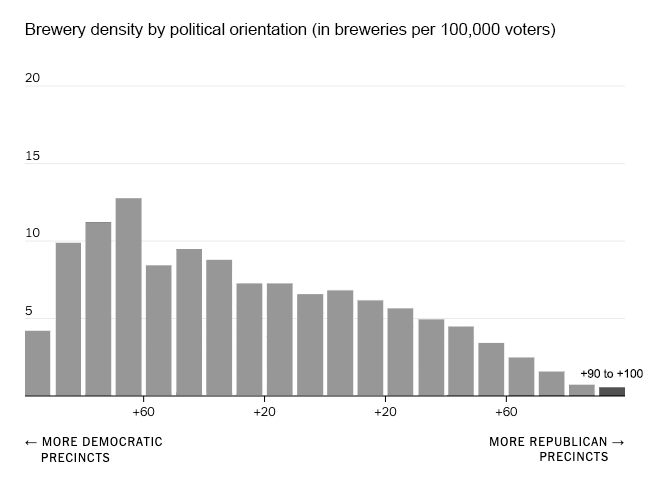 Brewery density by political orientation (in breweries per 100,000 voters)
20
15
10
5
+90 to +100
+60 +20 +20 +60
← MORE DEMOCRATIC
PRECINCTS
MORE REPUBLICAN →
PRECINCTS